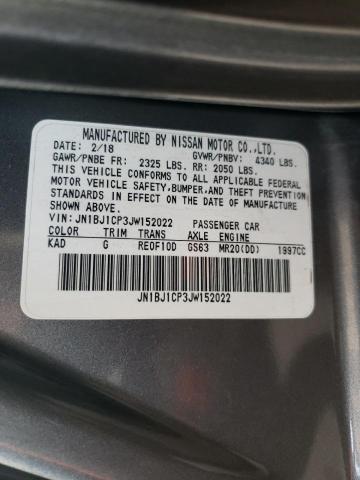 MANUFACTURED BY NISSAN MOTOR CO.,LTD.
DATE: 2/18 GVWR/PNBV: 4340 LBS.
GAWR/PNBE FR: 2325 LBS. RR: 2050 LBS.
THIS VEHICLE CONFORMS TO ALL APPLICABLE FEDERAL
MOTOR VEHICLE SAFETY,BUMPER,AND THEFT PREVENTION
STANDARDS IN EFFECT ON THE DATE OF MANUFACTURE
SHOWN ABOVE.
VIN:JN1BJ1CP3JW152022 PASSENGER CAR
COLOR TRIM TRANS AXLE ENGINE
KAD G RE0F10D GS63 MR20(DD) 1997CC
JN1BJ1CP3JW152022